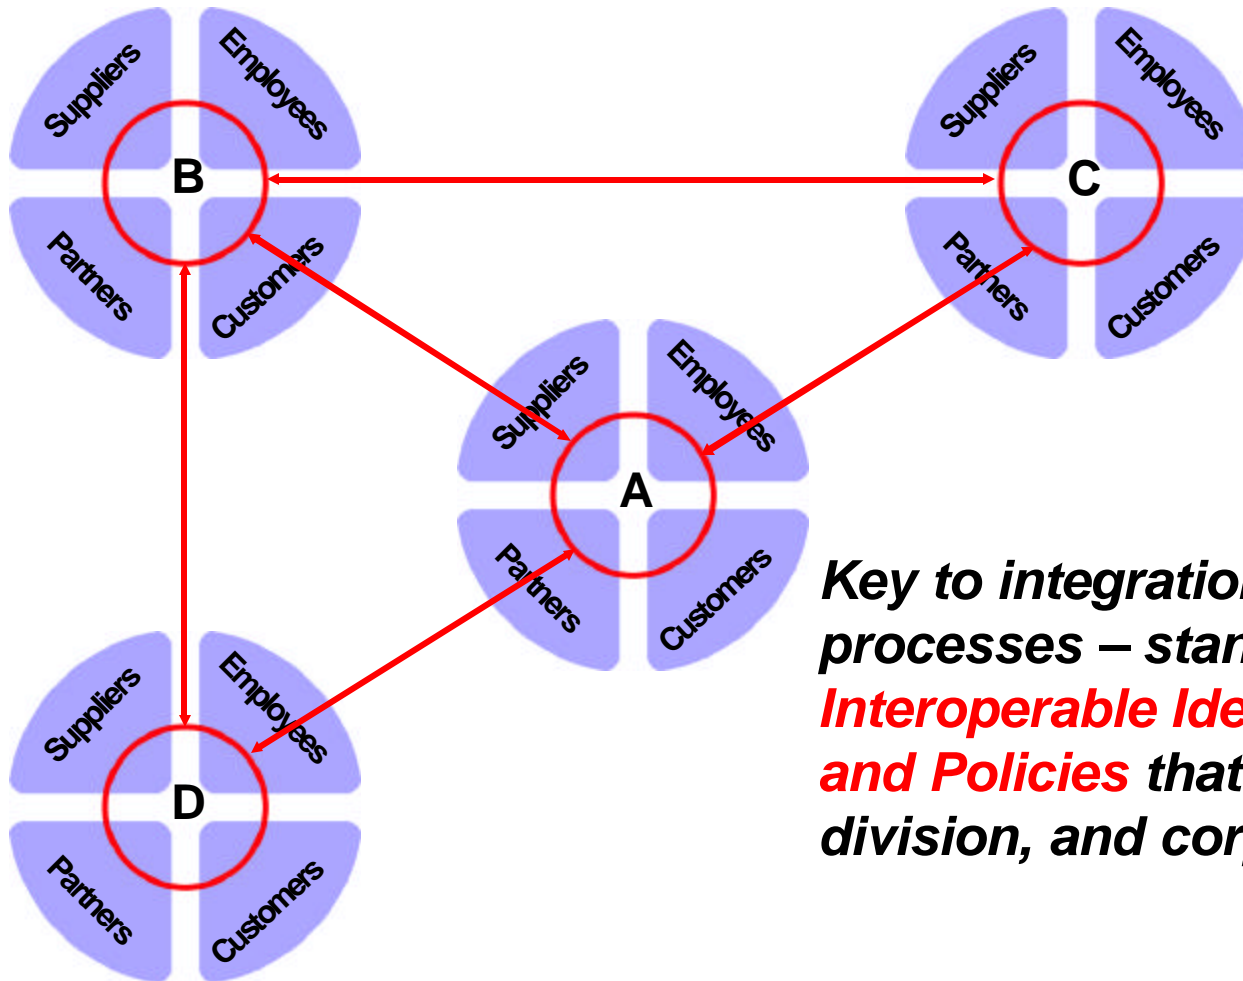 Suppliers
Employees
B
Partners
Customers
Suppliers
Employees
C
Partners
Customers
Suppliers
Employees
A
Partners
Customers
Suppliers
Employees
D
Partners
Customers
Key to integration
processes – stan
Interoperable Ide
and Policies that
division, and cor